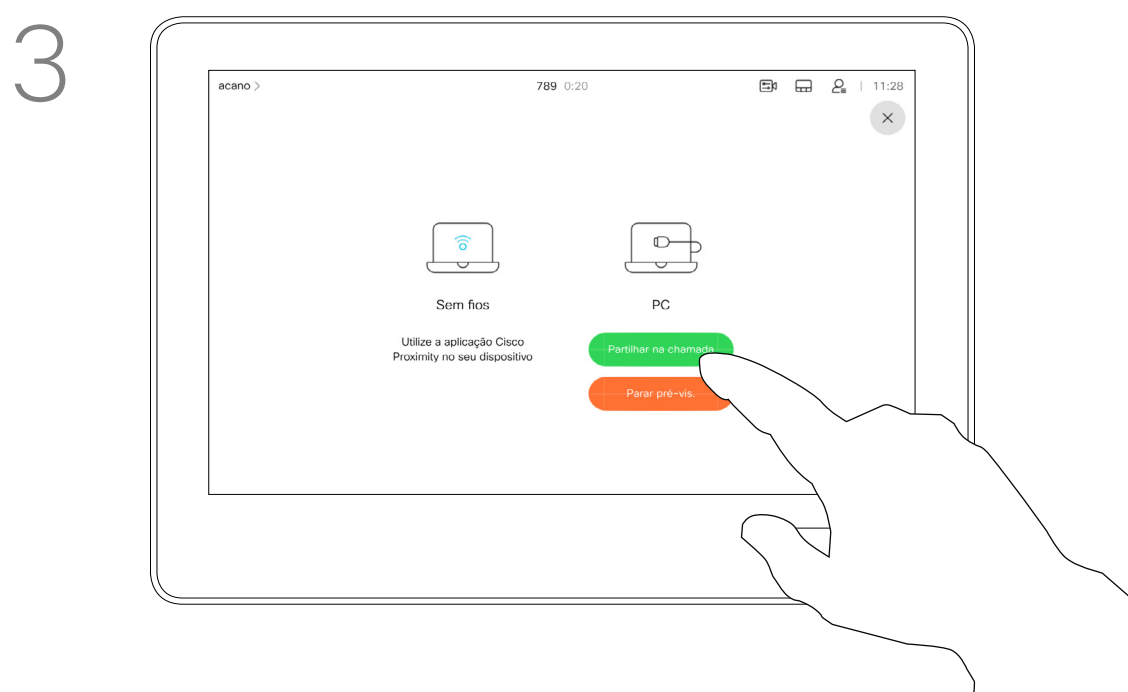 3
acano >
789 0:20
11:28
Sem fios
PC
Utilize a aplicação Cisco
Proximity no seu dispositivo
Partilhar na chamada
Parar pré-vis.